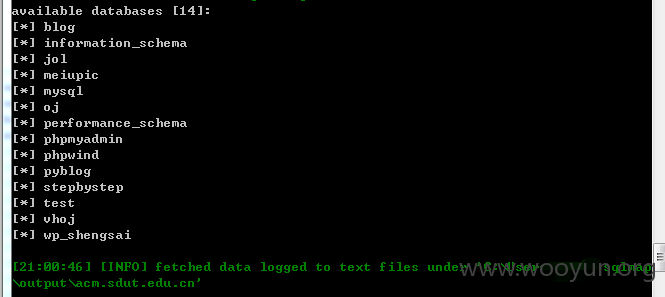 available databases [14]:
[*] blog
[*] information_schema
[*] jol
[*] meiupic
[*] mysql
[*] oj
[*] performance_schema
[*] phpmyadmin
[*] phpwind
[*] pyblog
[*] stepbystep
[*] test
[*] vhoj
[*] wp_shengsai
[21:00:46] [INFO] fetched data logged to text files under 'C:\User sqlmap
\output\acm.sdut.edu.cn'
www.wooyun.org